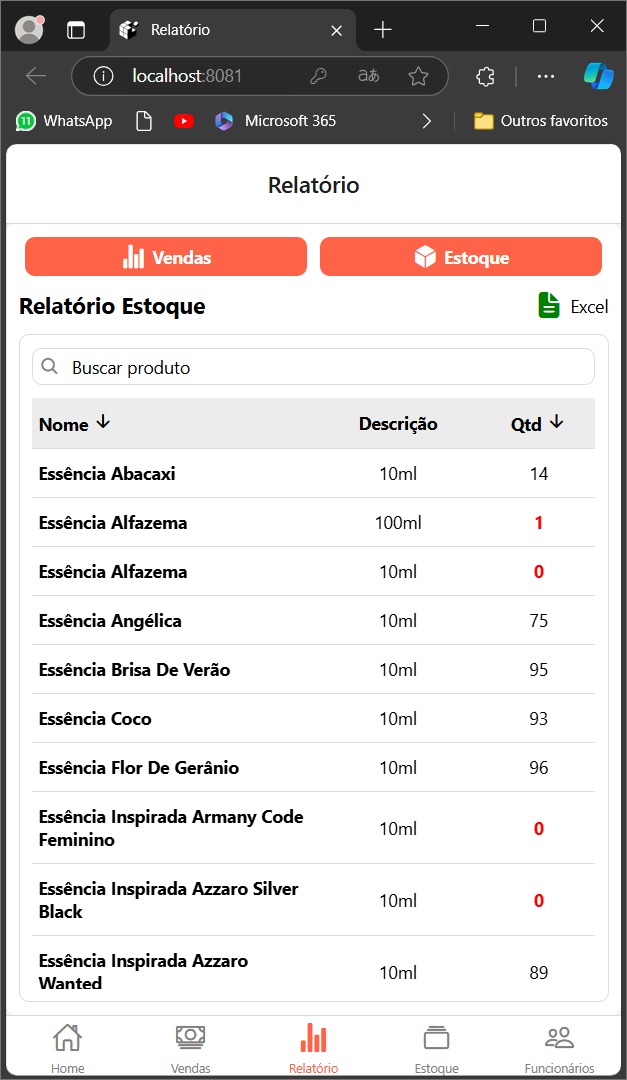 Relatório
localhost:8081
aあ
11 WhatsApp
Microsoft 365
Outros favoritos
Relatório
Vendas
Estoque
Relatório Estoque
Excel
Buscar produto
Nome ↓ Descrição Qtd ↓
Essência Abacaxi 10ml 14
Essência Alfazema 100ml 1
Essência Alfazema 10ml 0
Essência Angélica 10ml 75
Essência Brisa De Verão 10ml 95
Essência Coco 10ml 93
Essência Flor De Gerânio 10ml 96
Essência Inspirada Armany Code
Feminino 10ml 0
Essência Inspirada Azzaro Silver
Black 10ml 0
Essência Inspirada Azzaro
Wanted 10ml 89
Home
Vendas
Relatório
Estoque
Funcionários